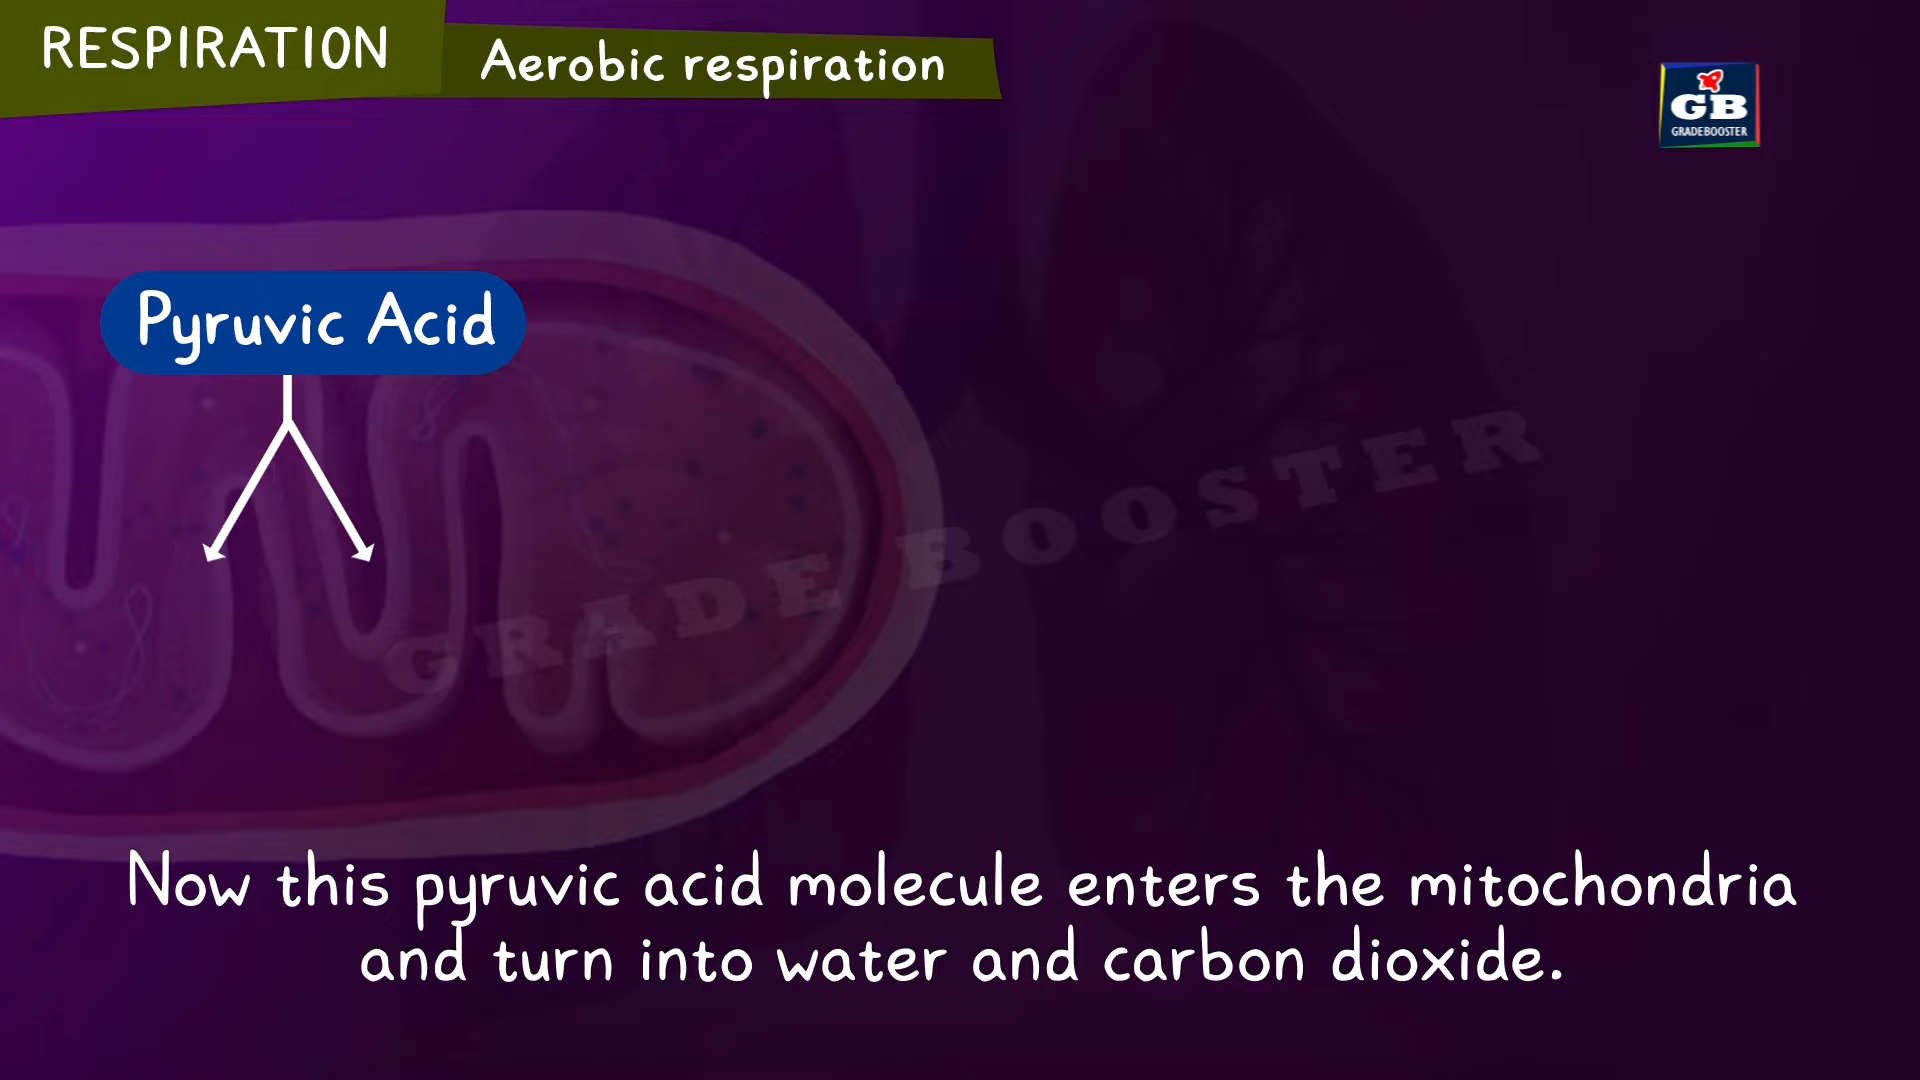 RESPIRATION
Aerobic respiration
GB
GRADEBOOSTER
Pyruvic Acid
GRADE BOOSTER
Now this pyruvic acid molecule enters the mitochondria
and turn into water and carbon dioxide.